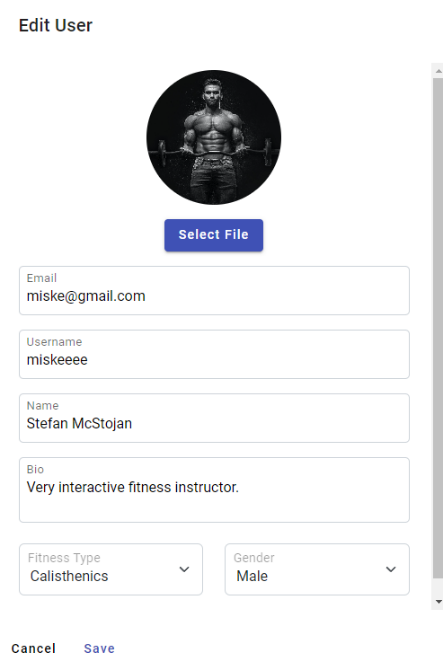 Edit User
Select File
Email
miske@gmail.com
Username
miskeeee
Name
Stefan McStojan
Bio
Very interactive fitness instructor.
Fitness Type
Calisthenics
Gender
Male
Cancel
Save